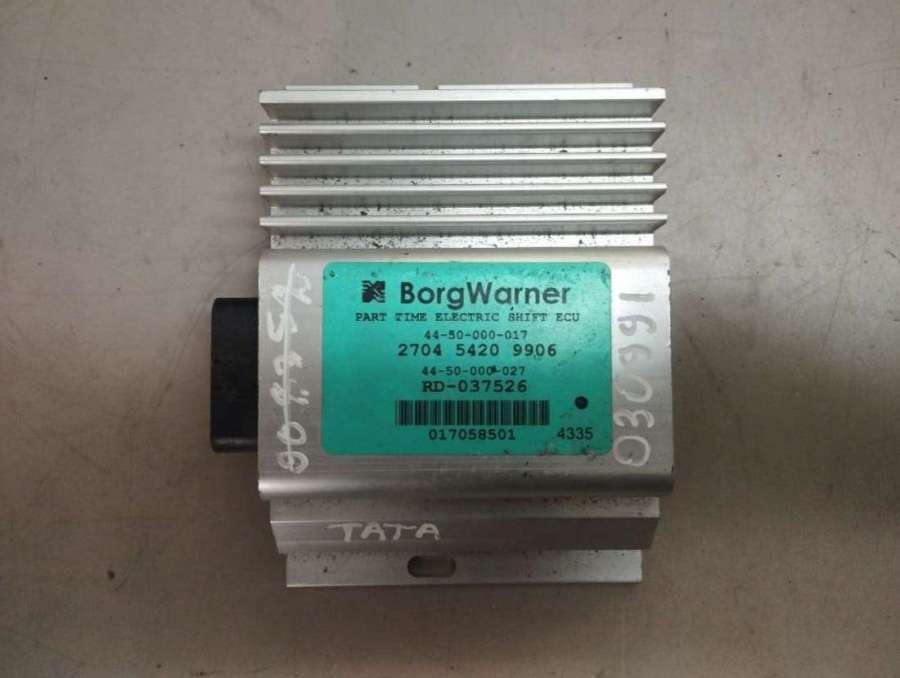 BorgWarner
PART TIME ELECTRIC SHIFT ECU
44-50-000-017
2704 5420 9906
44-50-000-027
RD-037526
017058501 4335
030991
TATA